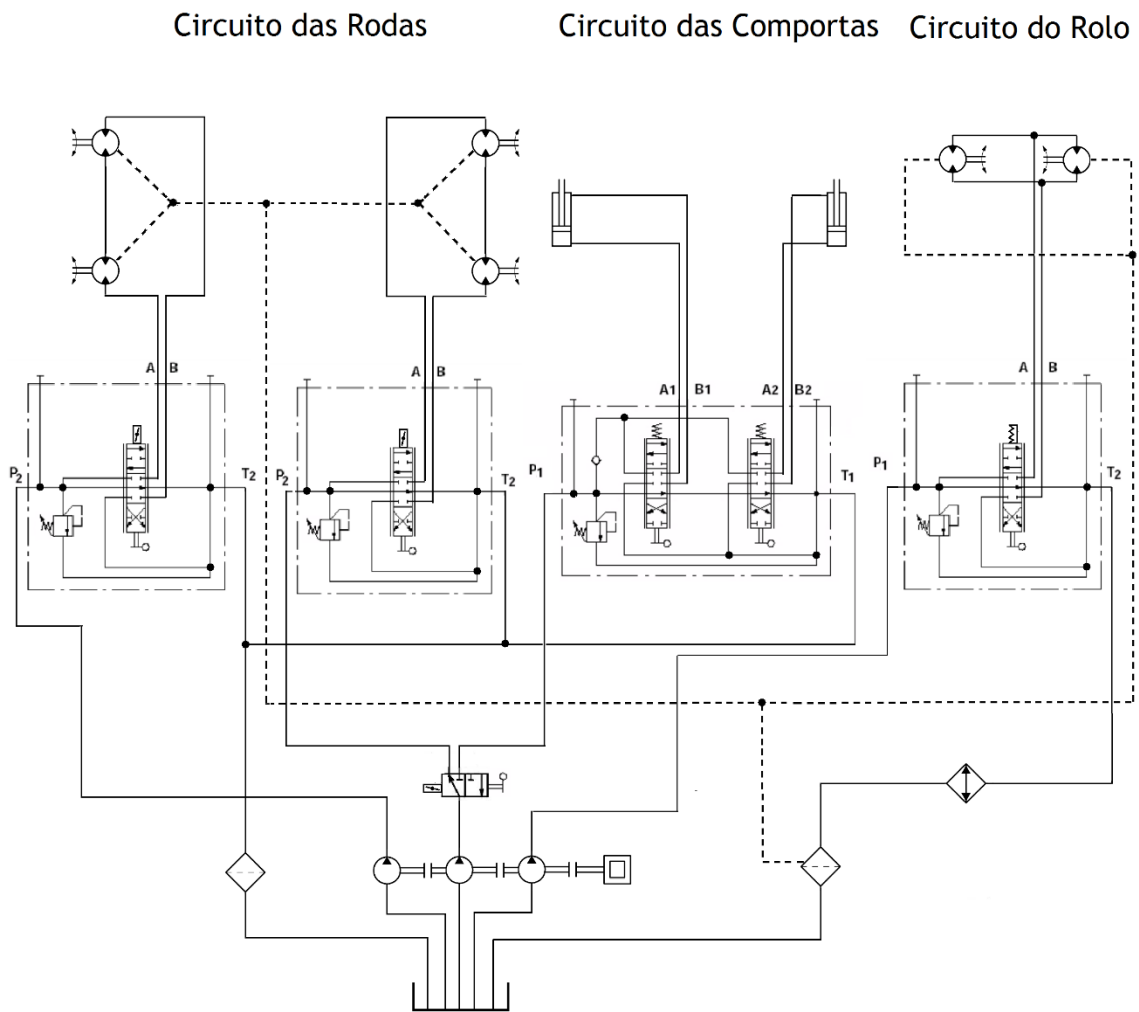 Circuito das Rodas
Circuito das Comportas
Circuito do Rolo
A B
A B
A1 B1
A2 B2
A B
P2
T2
P2
T2
P1
T1
P1
T2